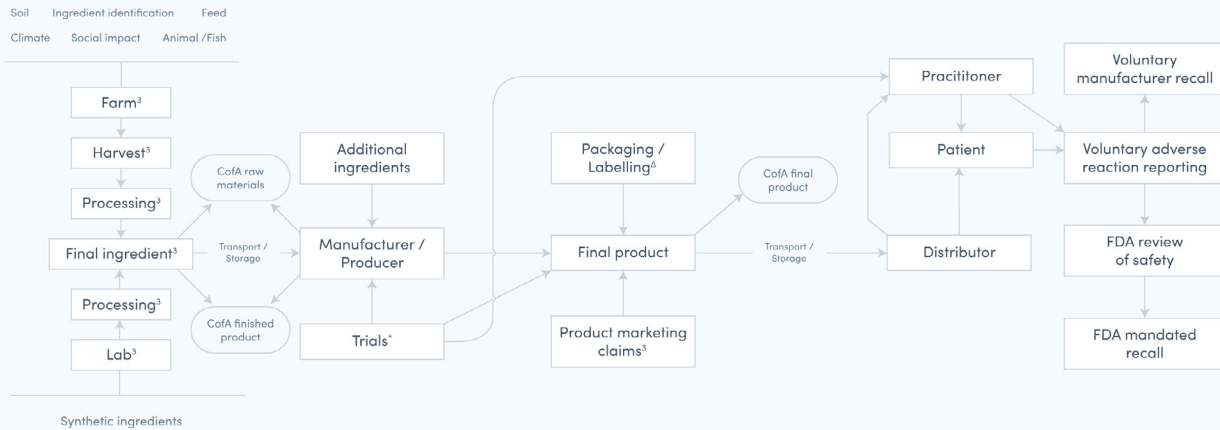 Soil Ingredient identification Feed
Climate Social impact Animal /Fish
Farm³
Harvest³
Processing³
Final ingredient³
Processing³
Lab³
Synthetic ingredients
CofA raw
materials
Transport /
Storage
CofA finished
product
Additional
ingredients
Manufacturer /
Producer
Trials*
Packaging /
LabellingΔ
Final product
Product marketing
claims³
CofA final
product
Transport /
Storage
Pracititoner
Patient
Distributor
Voluntary
manufacturer recall
Voluntary adverse
reaction reporting
FDA review
of safety
FDA mandated
recall